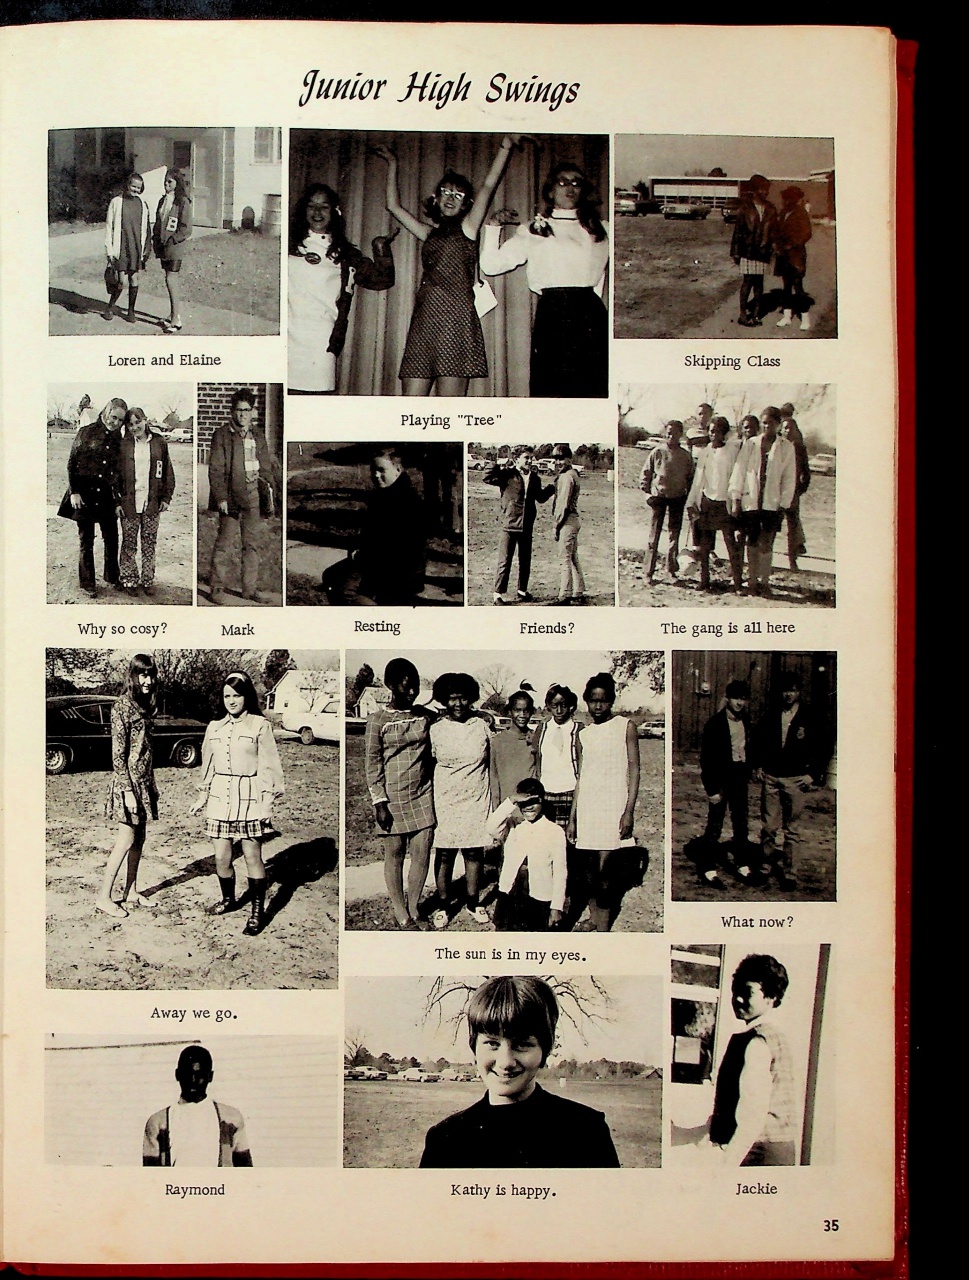 Junior High Swings
Loren and Elaine
Playing "Tree"
Skipping Class
Why so cosy?
Mark
Resting
Friends?
The gang is all here
Away we go.
The sun is in my eyes.
What now?
Raymond
Kathy is happy.
Jackie
35